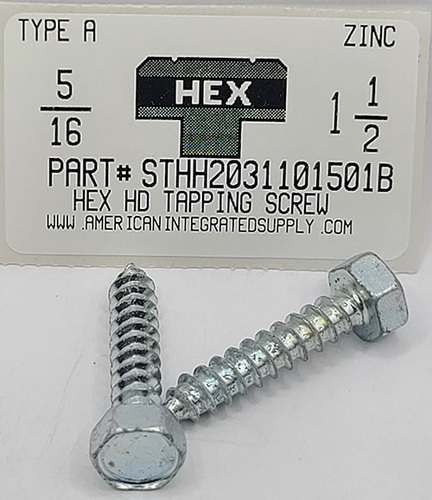 TYPE A
ZINC
5/16
HEX
1 1/2
PART# STHH2031101501B
HEX HD TAPPING SCREW
WWW.AMERICANINTEGRATEDSUPPLY.COM